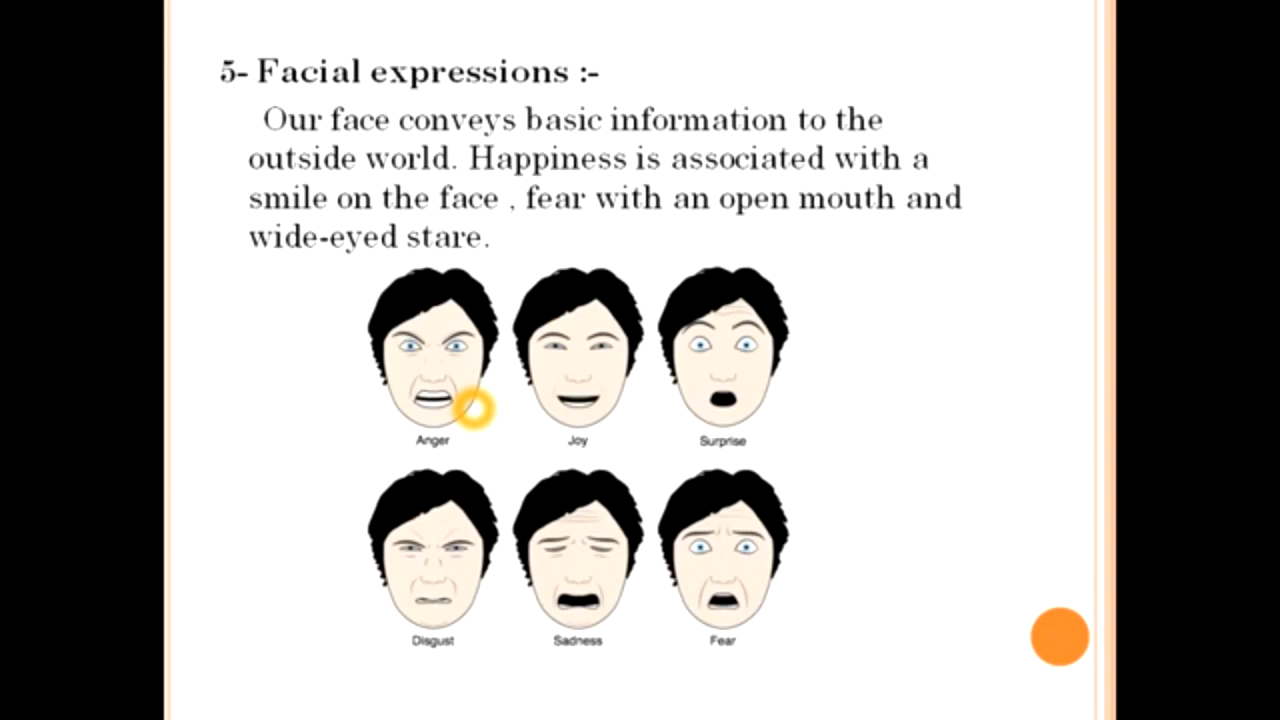 5- Facial expressions :-
Our face conveys basic information to the
outside world. Happiness is associated with a
smile on the face , fear with an open mouth and
wide-eyed stare.
Anger Joy Surprise
Disgust Sadness Fear